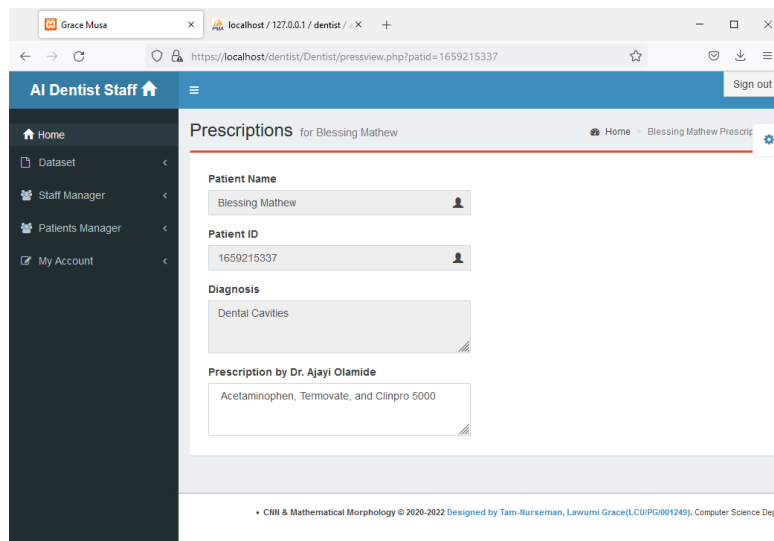 Grace Musa
localhost / 127.0.0.1 / dentist /
https://localhost/dentist/Dentist/pressview.php?patid=1659215337
AI Dentist Staff
Sign out
Home
Dataset
Staff Manager
Patients Manager
My Account
Prescriptions for Blessing Mathew
Home > Blessing Mathew Prescrip
Patient Name
Blessing Mathew
Patient ID
1659215337
Diagnosis
Dental Cavities
Prescription by Dr. Ajayi Olamide
Acetaminophen, Termovate, and Clinpro 5000
• CNN & Mathematical Morphology © 2020-2022 Designed by Tam-Nurseman, Lawumi Grace(LCU/PG/001249), Computer Science Dep